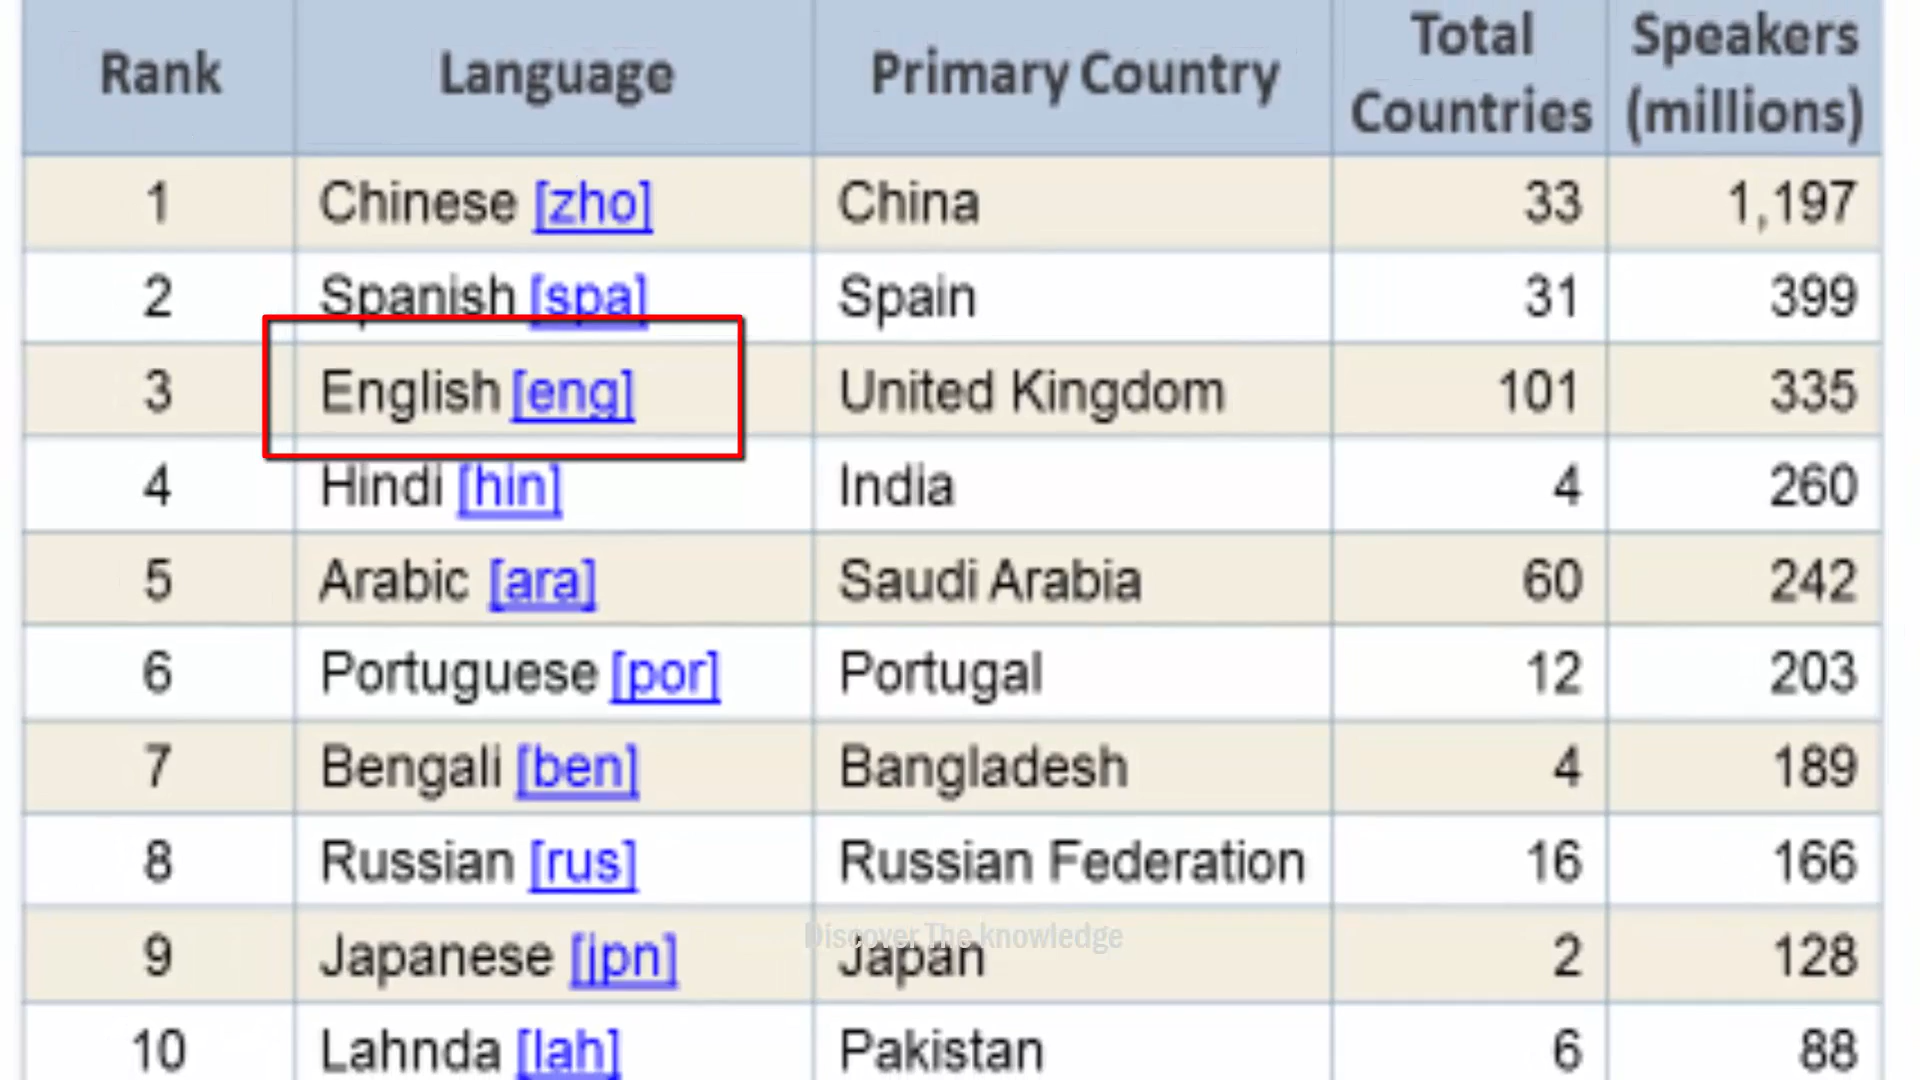 Rank Language Primary Country Total Countries Speakers (millions)
1 Chinese [zho] China 33 1,197
2 Spanish [spa] Spain 31 399
3 English [eng] United Kingdom 101 335
4 Hindi [hin] India 4 260
5 Arabic [ara] Saudi Arabia 60 242
6 Portuguese [por] Portugal 12 203
7 Bengali [ben] Bangladesh 4 189
8 Russian [rus] Russian Federation 16 166
Discover The knowledge
9 Japanese [jpn] Japan 2 128
10 Lahnda [lah] Pakistan 6 88